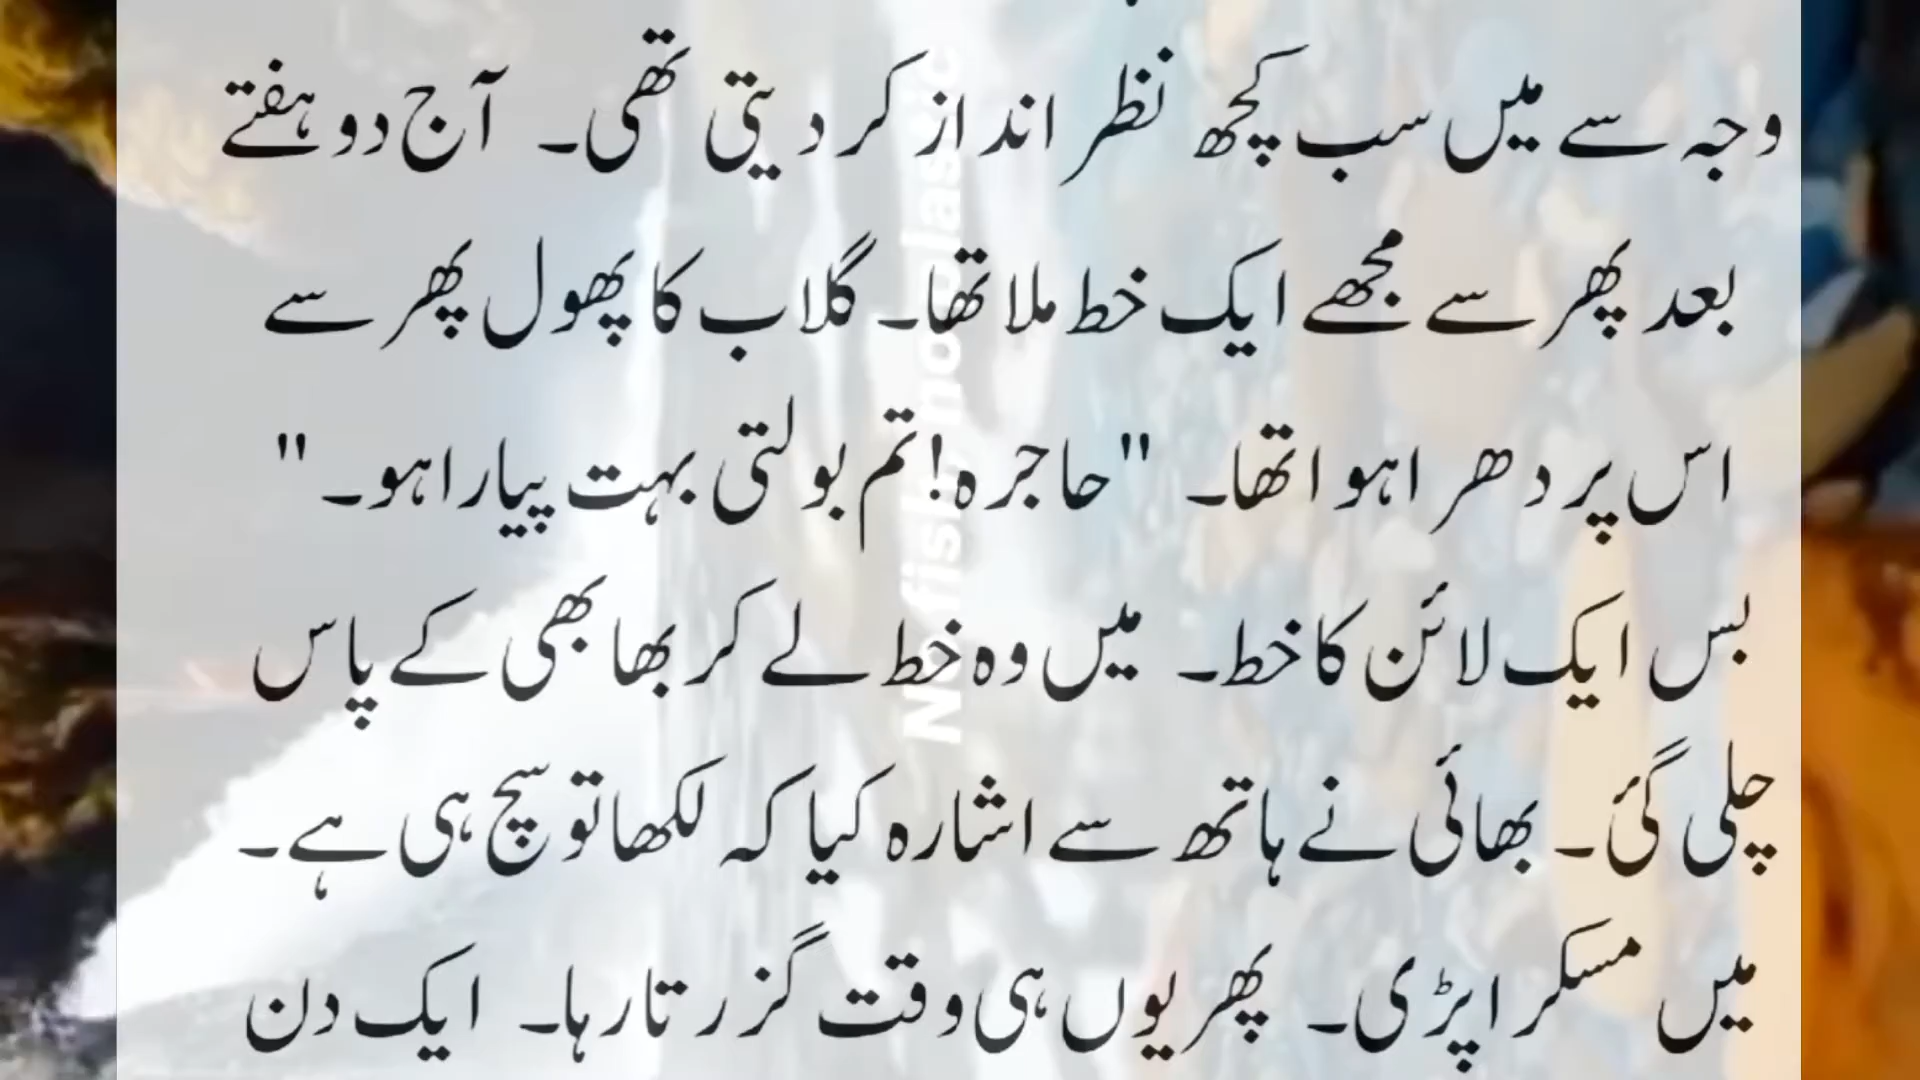 وجہ سے میں سب کچھ نظر انداز کر دیتی تھی۔ آج دو ہفتے
بعد پھر سے مجھے ایک خط ملا تھا۔ گلاب کا پھول پھر سے
اس پر دھرا ہوا تھا۔ "حاجرہ! تم بولتی بہت پیارا ہو۔"
بس ایک لائن کا خط۔ میں وہ خط لے کر بھابھی کے پاس
چلی گئ۔ بھائی نے ہاتھ سے اشارہ کیا کہ لکھا تو سچ ہی ہے۔
میں مسکرا پڑی۔ پھر یوں ہی وقت گزرتا رہا۔ ایک دن